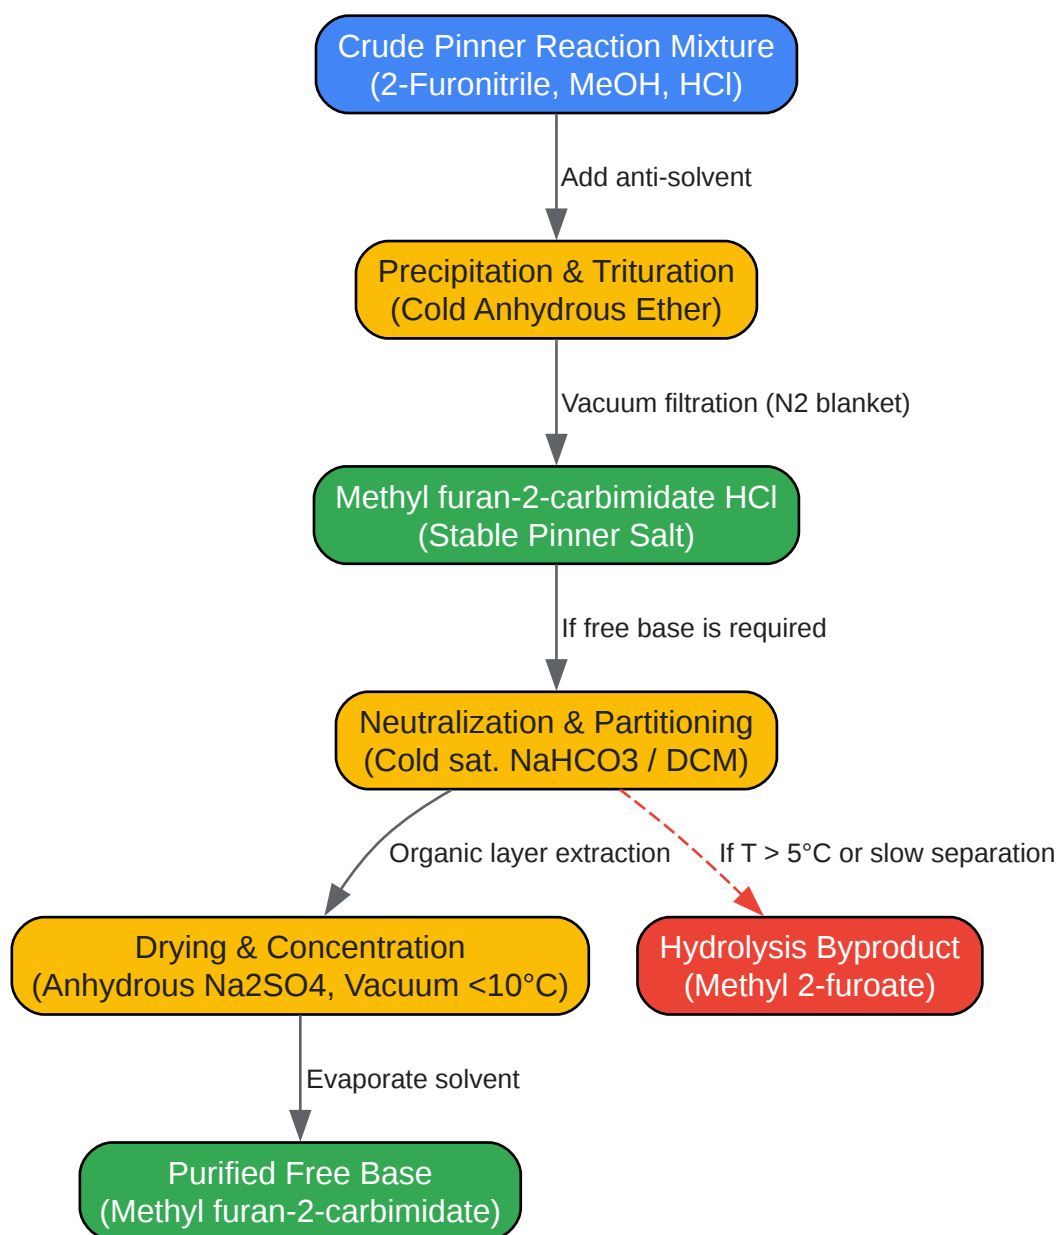 Crude Pinner Reaction Mixture
(2-Furonitrile, MeOH, HCl)
Add anti-solvent
Precipitation & Trituration
(Cold Anhydrous Ether)
Vacuum filtration (N2 blanket)
Methyl furan-2-carbimidate HCl
(Stable Pinner Salt)
If free base is required
Neutralization & Partitioning
(Cold sat. NaHCO3 / DCM)
Organic layer extraction
If T > 5°C or slow separation
Drying & Concentration
(Anhydrous Na2SO4, Vacuum <10°C)
Hydrolysis Byproduct
(Methyl 2-furoate)
Evaporate solvent
Purified Free Base
(Methyl furan-2-carbimidate)